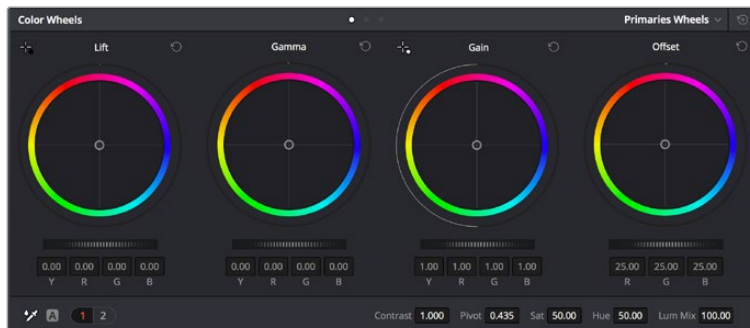 Color Wheels Primaries Wheels
Lift Gamma Gain Offset
0.00 0.00 0.00 0.00 0.00 0.00 0.00 0.00 1.00 1.00 1.00 1.00 25.00 25.00 25.00
Y R G B Y R G B Y R G B R G B
A 1 2 Contrast 1.000 Pivot 0.435 Sat 50.00 Hue 50.00 Lum Mix 100.00